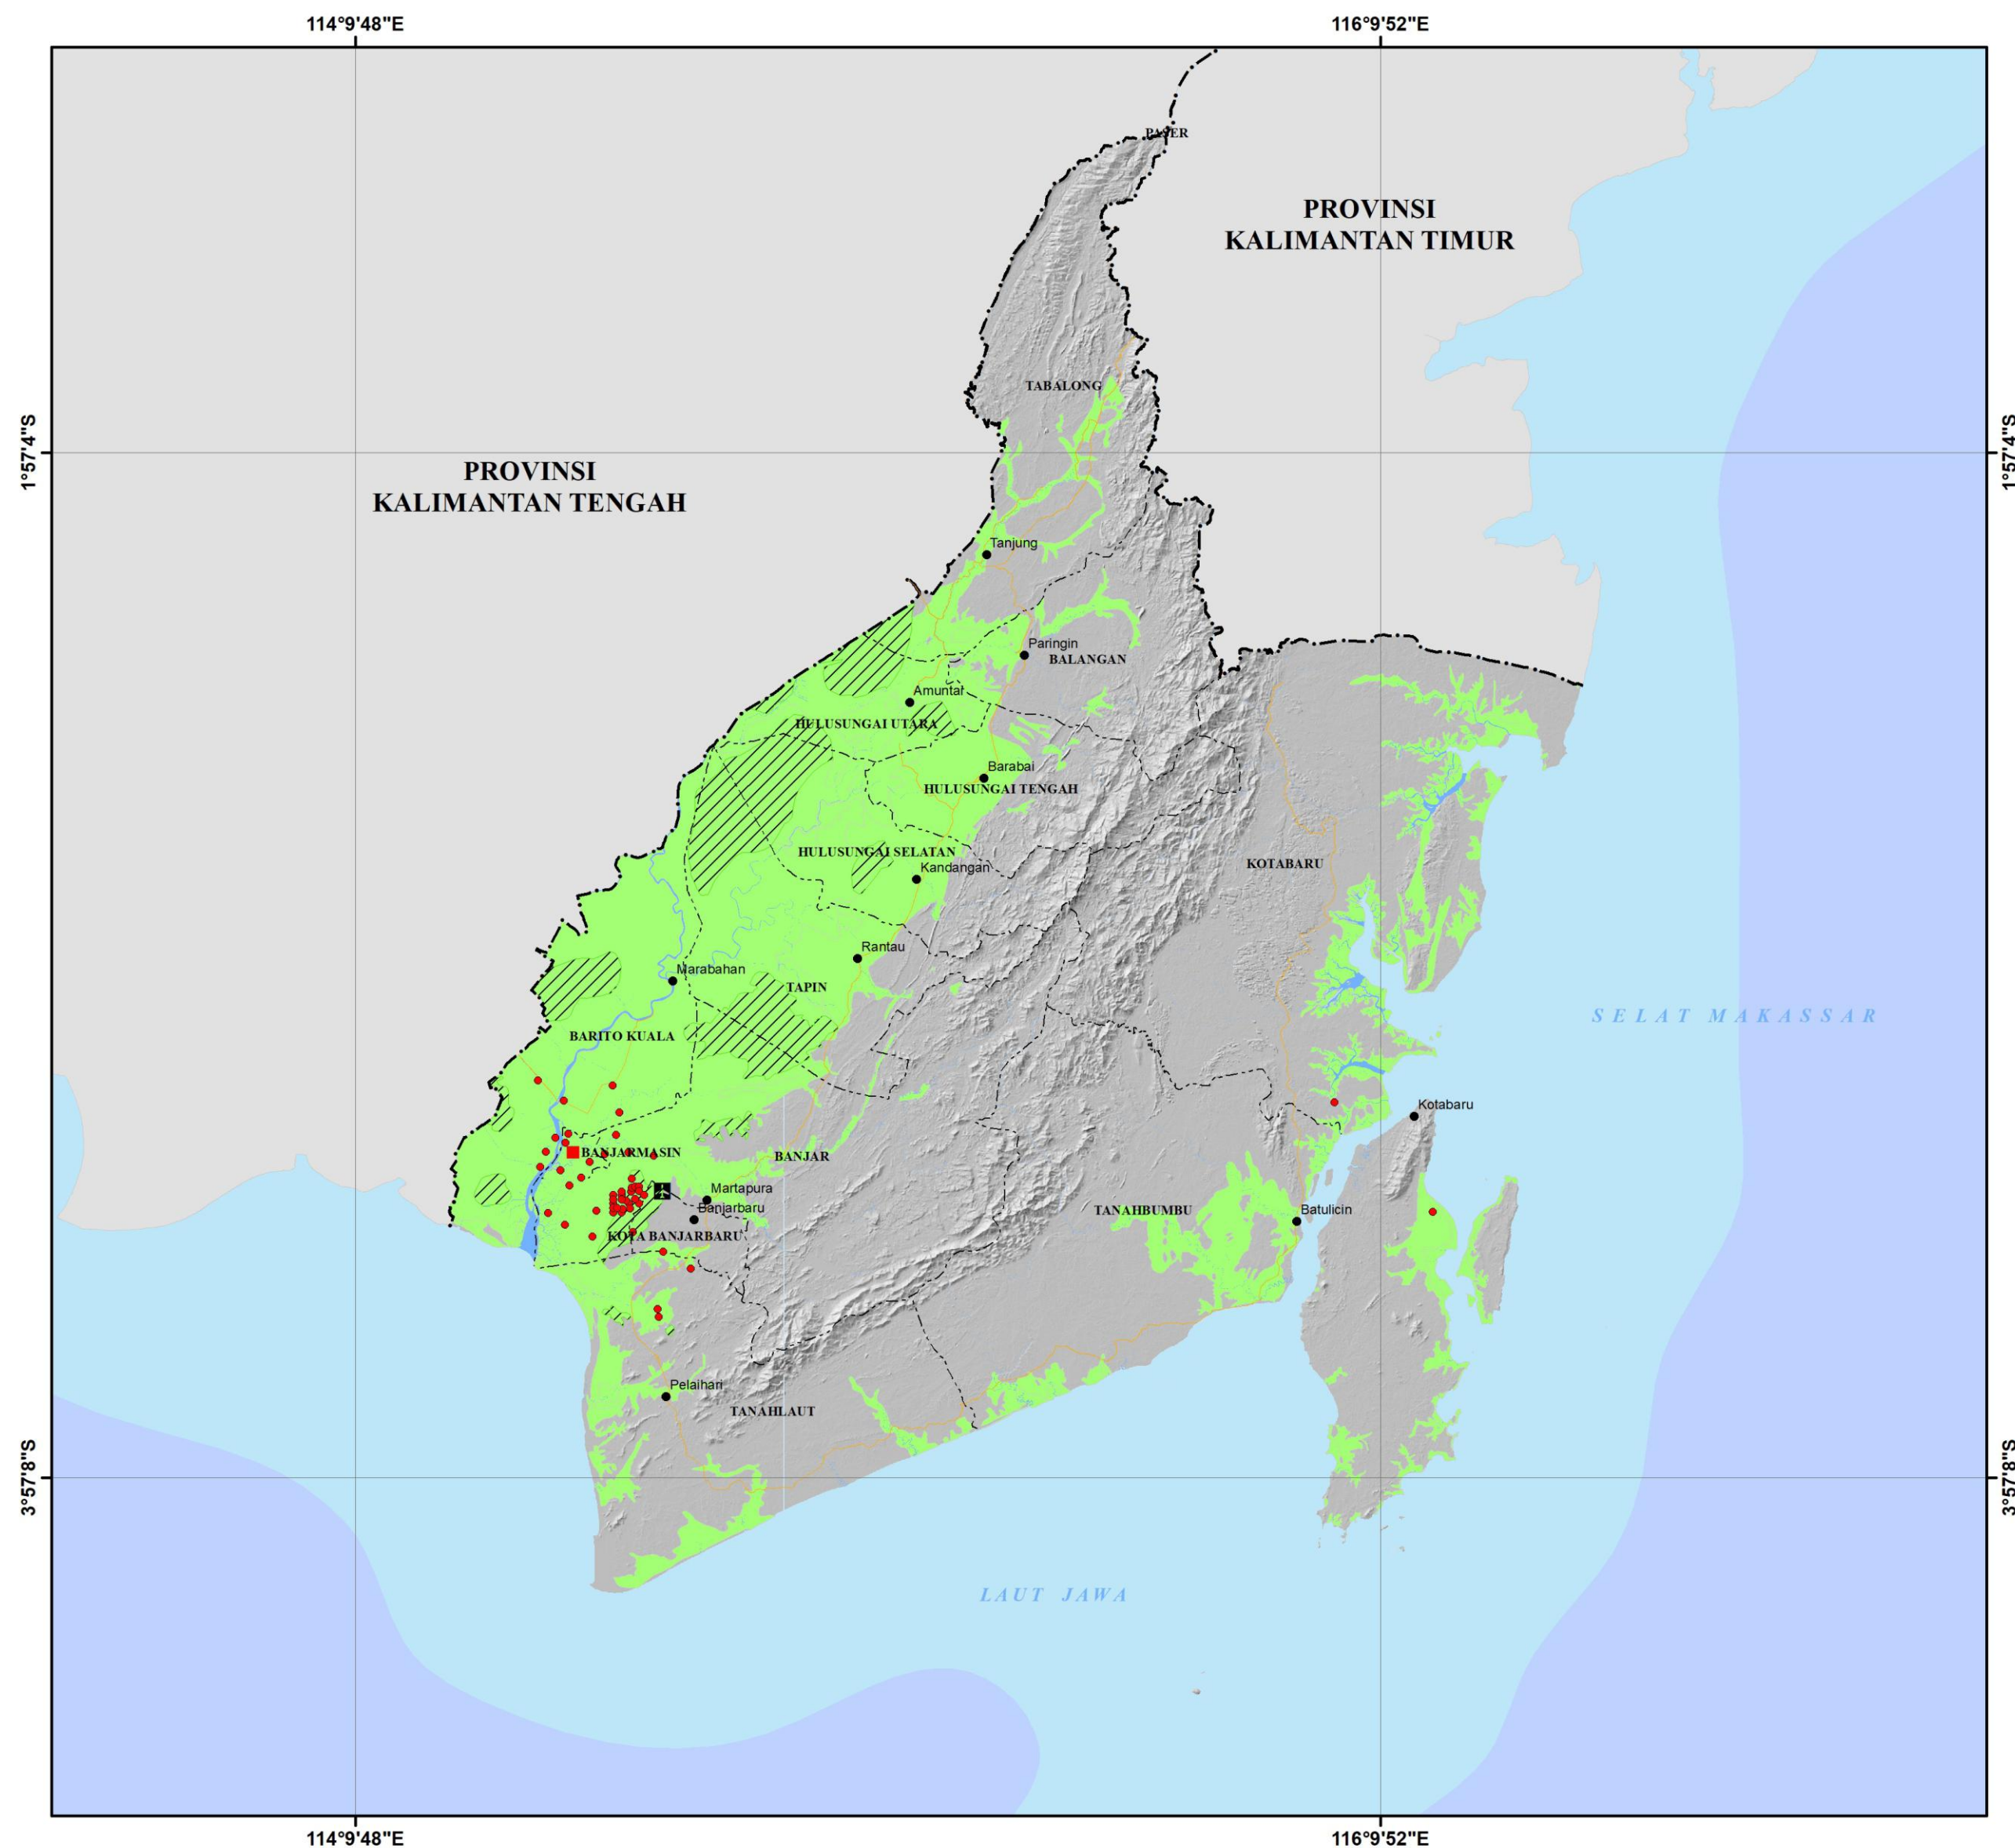 114°9'48"E
116°9'52"E
PASER
PROVINSI
KALIMANTAN TIMUR
TABALONG
1°57'4"S
1°57'4"S
PROVINSI
KALIMANTAN TENGAH
Tanjung
Paringin
BALANGAN
Amuntai
HULUSUNGAI UTARA
Barabai
HULUSUNGAI TENGAH
HULUSUNGAI SELATAN
Kandangan
KOTABARU
Rantau
Marabahan
TAPIN
SELAT MAKASSAR
BARITO KUALA
Kotabaru
BANJARMASIN
BANJAR
Martapura
Banjarbaru
TANAHBUMBU
Batulicin
KOTA BANJARBARU
Pelaihari
TANAHLAUT
3°57'8"S
3°57'8"S
LAUT JAWA
114°9'48"E
116°9'52"E